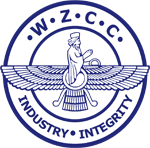 • W • Z • C • C •
INDUSTRY • INTEGRITY